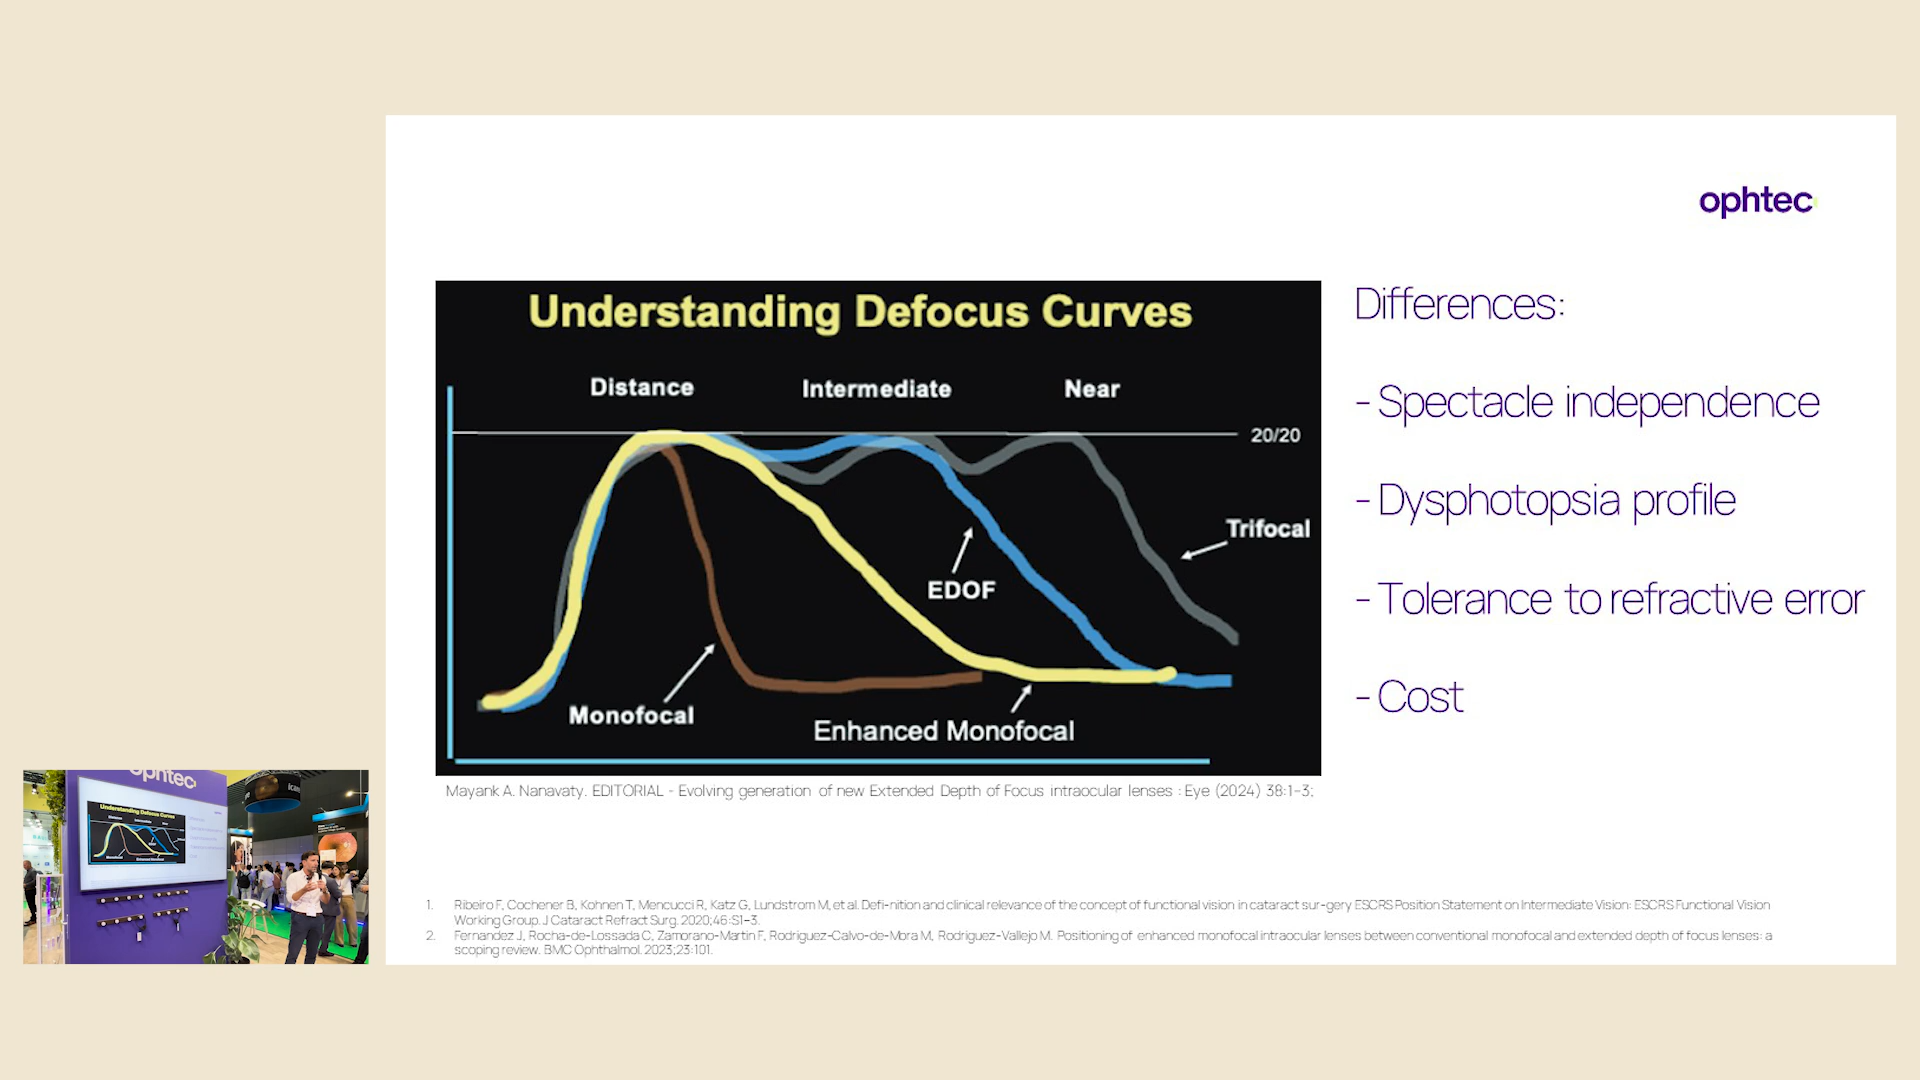 ophtec
Understanding Defocus Curves
Distance Intermediate Near
20/20
Trifocal
EDOF
Monofocal
Enhanced Monofocal
Mayank A. Nanavaty. EDITORIAL - Evolving generation of new Extended Depth of Focus intraocular lenses : Eye (2024) 38:1-3;
Differences:
- Spectacle independence
- Dysphotopsia profile
- Tolerance to refractive error
- Cost
1. Ribeiro F, Cochener B, Kohnen T, Mencucci R, Katz G, Lundstrom M, et al. Defi-nition and clinical relevance of the concept of functional vision in cataract sur-gery ESCRS Position Statement on Intermediate Vision: ESCRS Functional Vision
Working Group. J Cataract Refract Surg. 2020;46:S1–3.
2. Fernandez J, Rocha-de-Lossada C, Zamorano-Martin F, Rodriguez-Calvo-de-Mora M, Rodriguez-Vallejo M. Positioning of enhanced monofocal intraocular lenses between conventional monofocal and extended depth of focus lenses: a
scoping review. BMC Ophthalmol. 2023;23:101.
ophtec
Understanding Defocus Curves